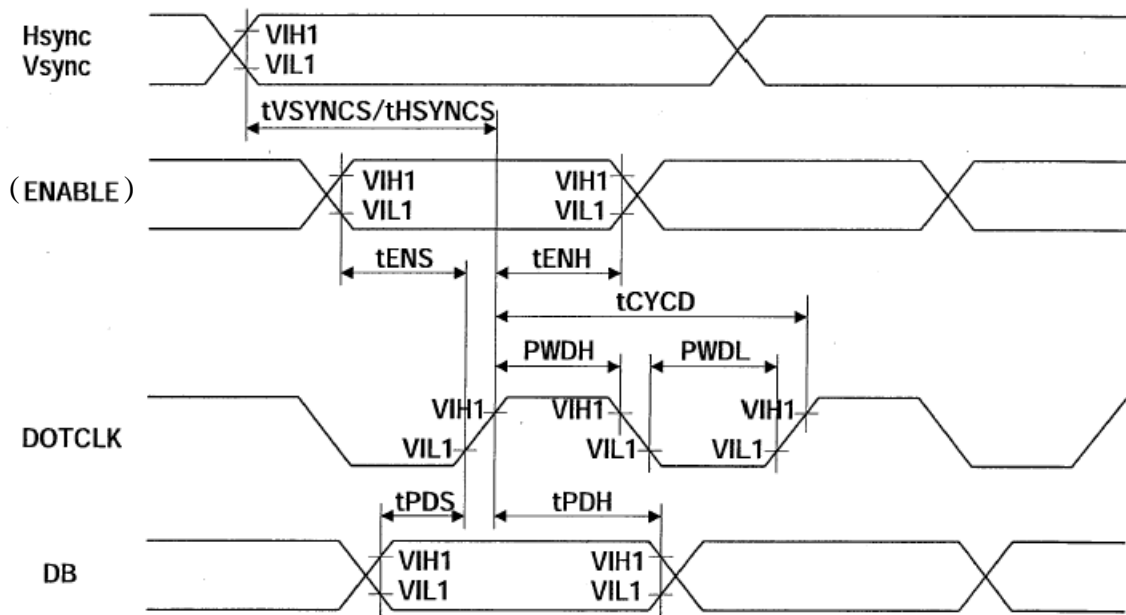 Hsync
Vsync
VIH1
VIL1
tVSYNCS/tHSYNCS
(ENABLE)
VIH1
VIL1
VIH1
VIL1
tENS
tENH
tCYCD
PWDH
PWDL
DOTCLK
VIH1
VIH1
VIH1
VIL1
VIL1
VIL1
tPDS
tPDH
DB
VIH1
VIL1
VIH1
VIL1